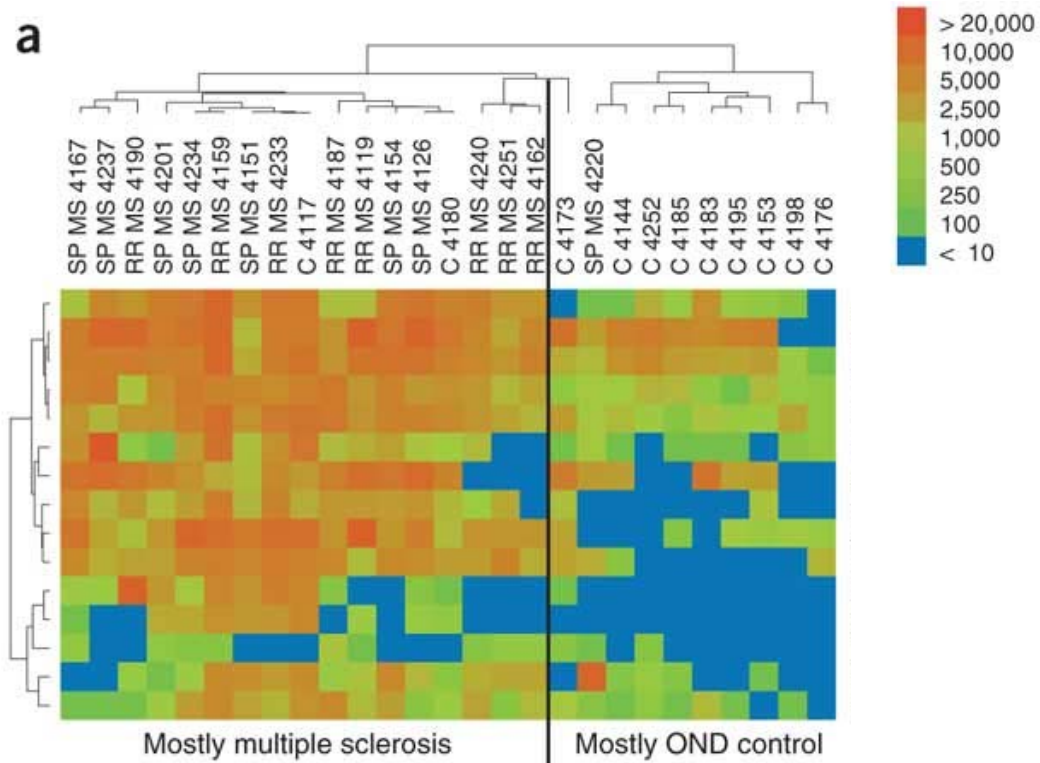 a
> 20,000
10,000
5,000
2,500
1,000
500
250
100
< 10
SP MS 4167
SP MS 4237
RR MS 4190
SP MS 4201
SP MS 4234
RR MS 4159
SP MS 4151
RR MS 4233
C 4117
RR MS 4187
RR MS 4119
SP MS 4154
SP MS 4126
C 4180
RR MS 4240
RR MS 4251
RR MS 4162
C 4173
SP MS 4220
C 4144
C 4252
C 4185
C 4183
C 4195
C 4153
C 4198
C 4176
Mostly multiple sclerosis
Mostly OND control